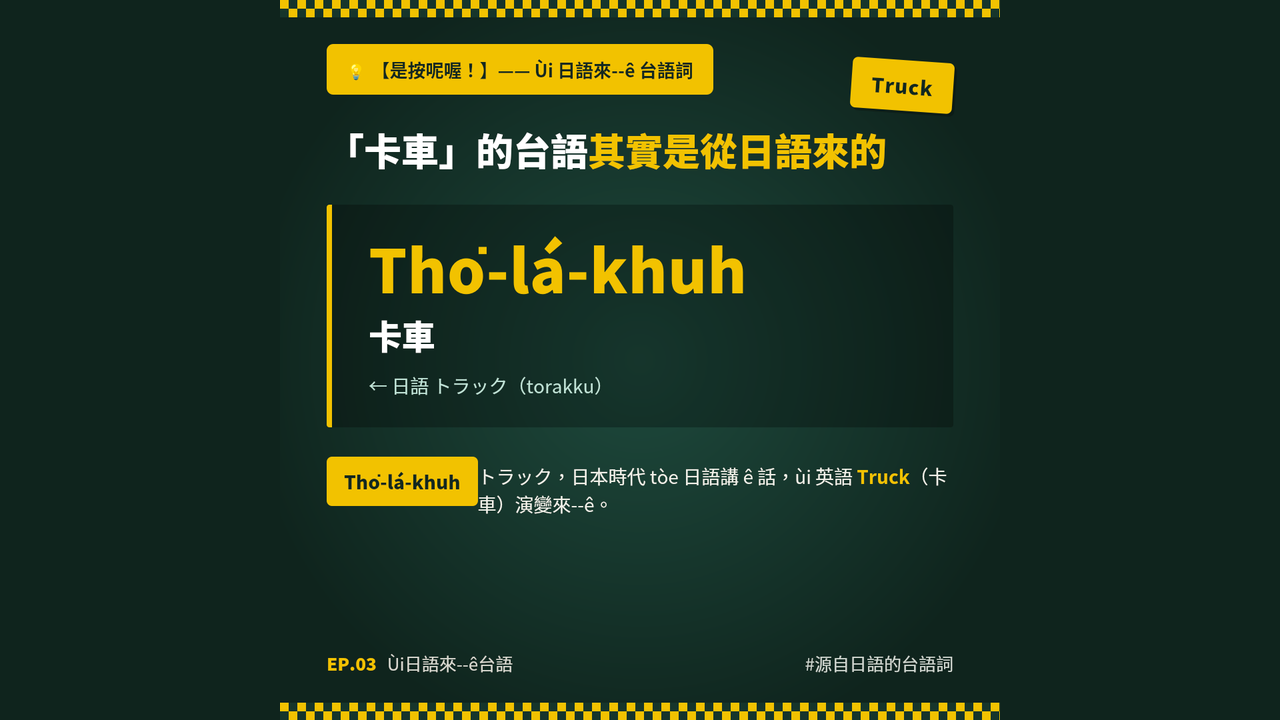 💡 【是按呢喔！】—— Ùi 日語來--ê 台語詞
Truck
「卡車」的台語其實是從日語來的
Tho͘-lá-khuh
卡車
← 日語 トラック（torakku）
Tho͘-lá-khuh
トラック，日本時代 tòe 日語講 ê 話，ùi 英語 Truck（卡
車）演變來--ê。
EP.03 Ùi日語來--ê台語
#源自日語的台語詞